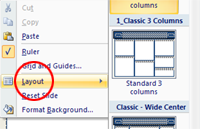 Cut
columns
Copy
1_Classic 3 Columns
Paste
Ruler
Grid and Guides...
Layout
Standard 3
columns
Reset Slide
Format Background...
Classic - Wide Center